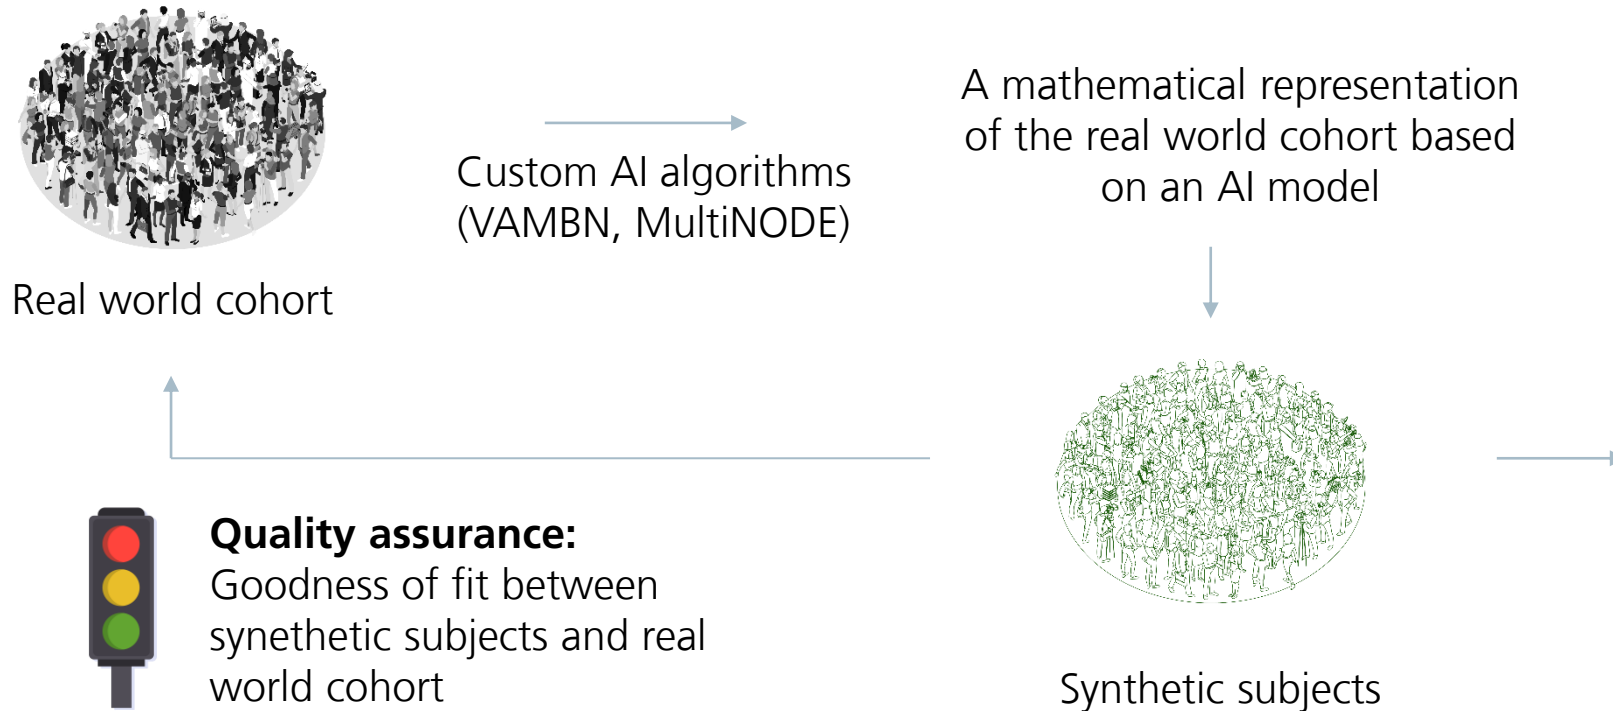 Real world cohort
Custom AI algorithms
(VAMBN, MultiNODE)
A mathematical representation
of the real world cohort based
on an AI model
Quality assurance:
Goodness of fit between
synethetic subjects and real
world cohort
Synthetic subjects